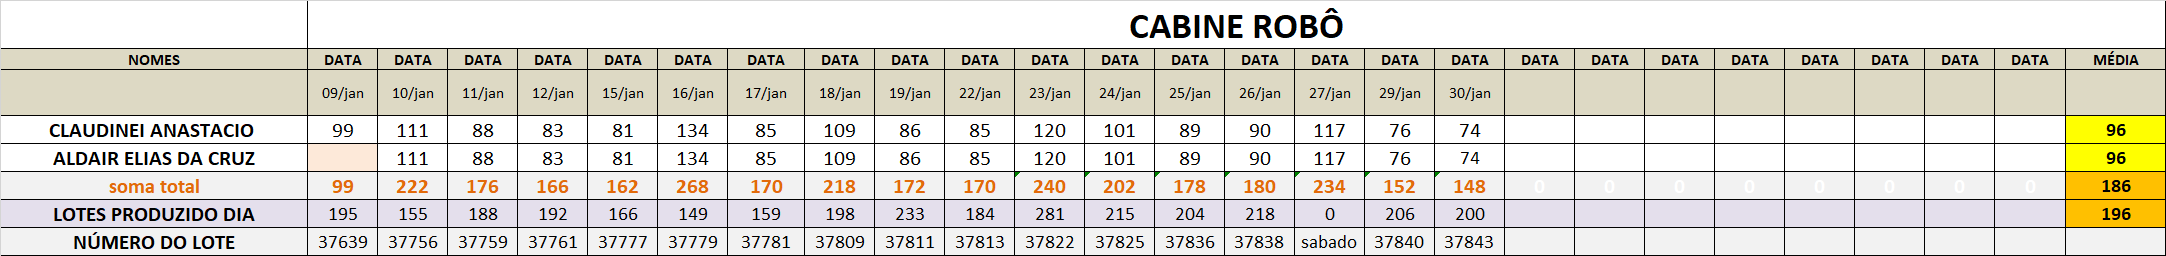 CABINE ROBÔ
NOMES DATA DATA DATA DATA DATA DATA DATA DATA DATA DATA DATA DATA DATA DATA DATA DATA DATA DATA DATA DATA DATA DATA DATA DATA DATA MÉDIA
09/jan 10/jan 11/jan 12/jan 15/jan 16/jan 17/jan 18/jan 19/jan 22/jan 23/jan 24/jan 25/jan 26/jan 27/jan 29/jan 30/jan
CLAUDINEI ANASTACIO 99 111 88 83 81 134 85 109 86 85 120 101 89 90 117 76 74 96
ALDAIR ELIAS DA CRUZ 111 88 83 81 134 85 109 86 85 120 101 89 90 117 76 74 96
soma total 99 222 176 166 162 268 170 218 172 170 240 202 178 180 234 152 148 0 0 0 0 0 0 0 0 186
LOTES PRODUZIDO DIA 195 155 188 192 166 149 159 198 233 184 281 215 204 218 0 206 200 196
NÚMERO DO LOTE 37639 37756 37759 37761 37777 37779 37781 37809 37811 37813 37822 37825 37836 37838 sabado 37840 37843